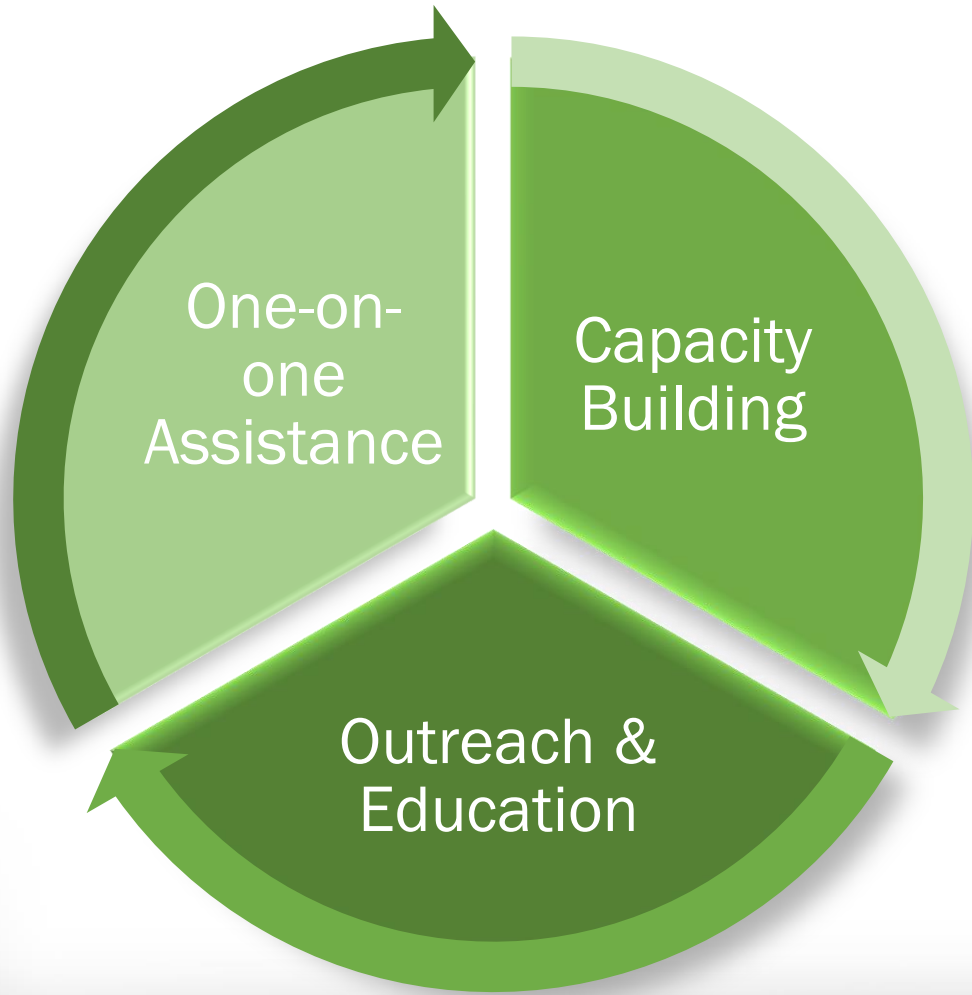 One-on-
one
Assistance
Capacity
Building
Outreach &
Education